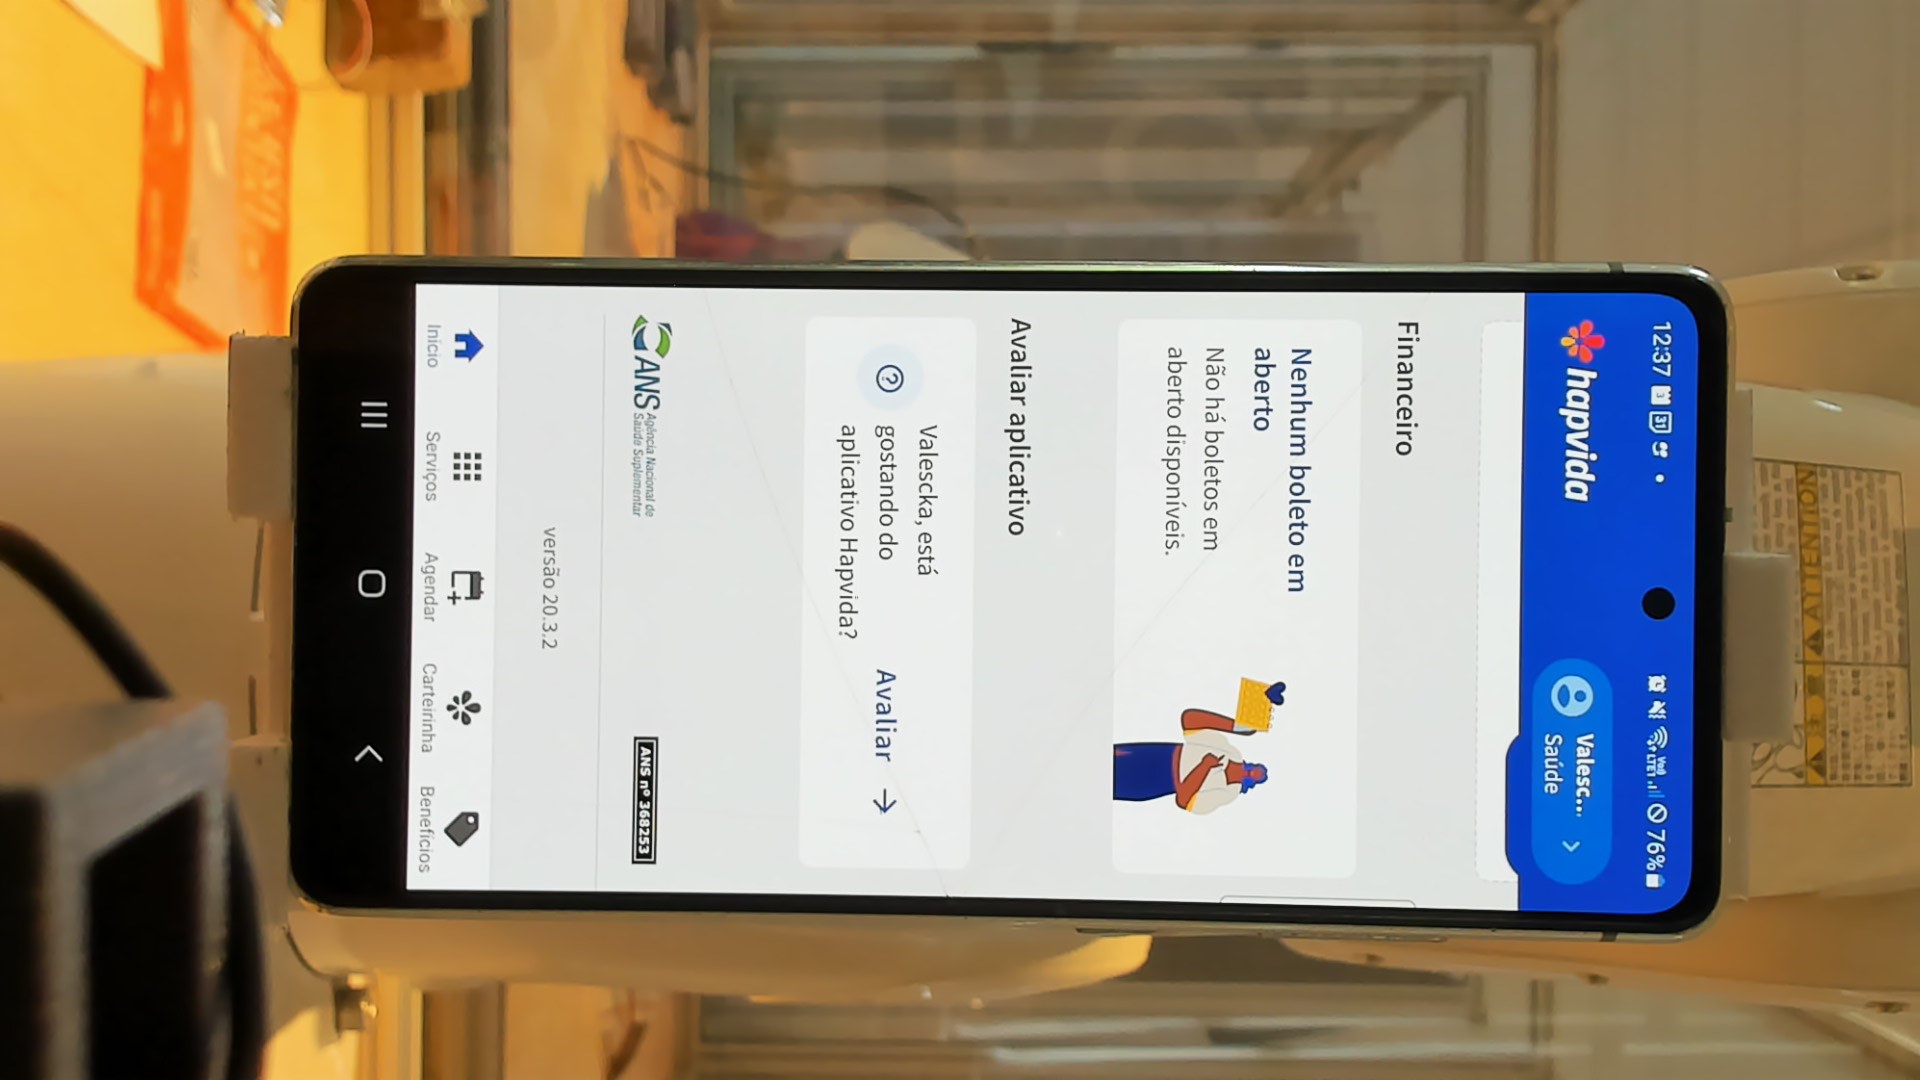 12:37
VoB
LTE1
76%
hapvida
Valesc...
Saúde
Financeiro
Nenhum boleto em
aberto
Não há boletos em
aberto disponíveis.
Avaliar aplicativo
Valescka, está
gostando do
aplicativo Hapvida?
Avaliar
ANS
Agência Nacional de
Saúde Suplementar
ANS nº 368253
versão 20.3.2
Início
Serviços
Agendar
Carteirinha
Benefícios
ATTENTION